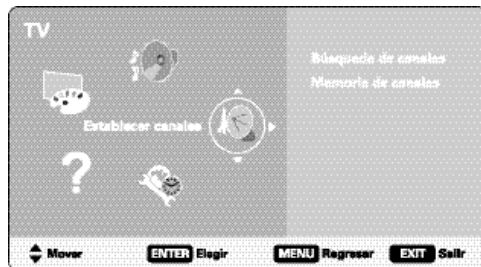 TV
Búsqueda de canales
Memoria de canales
Establecer canales
?
Mover ENTER Elegir MENU Regresar EXIT Salir